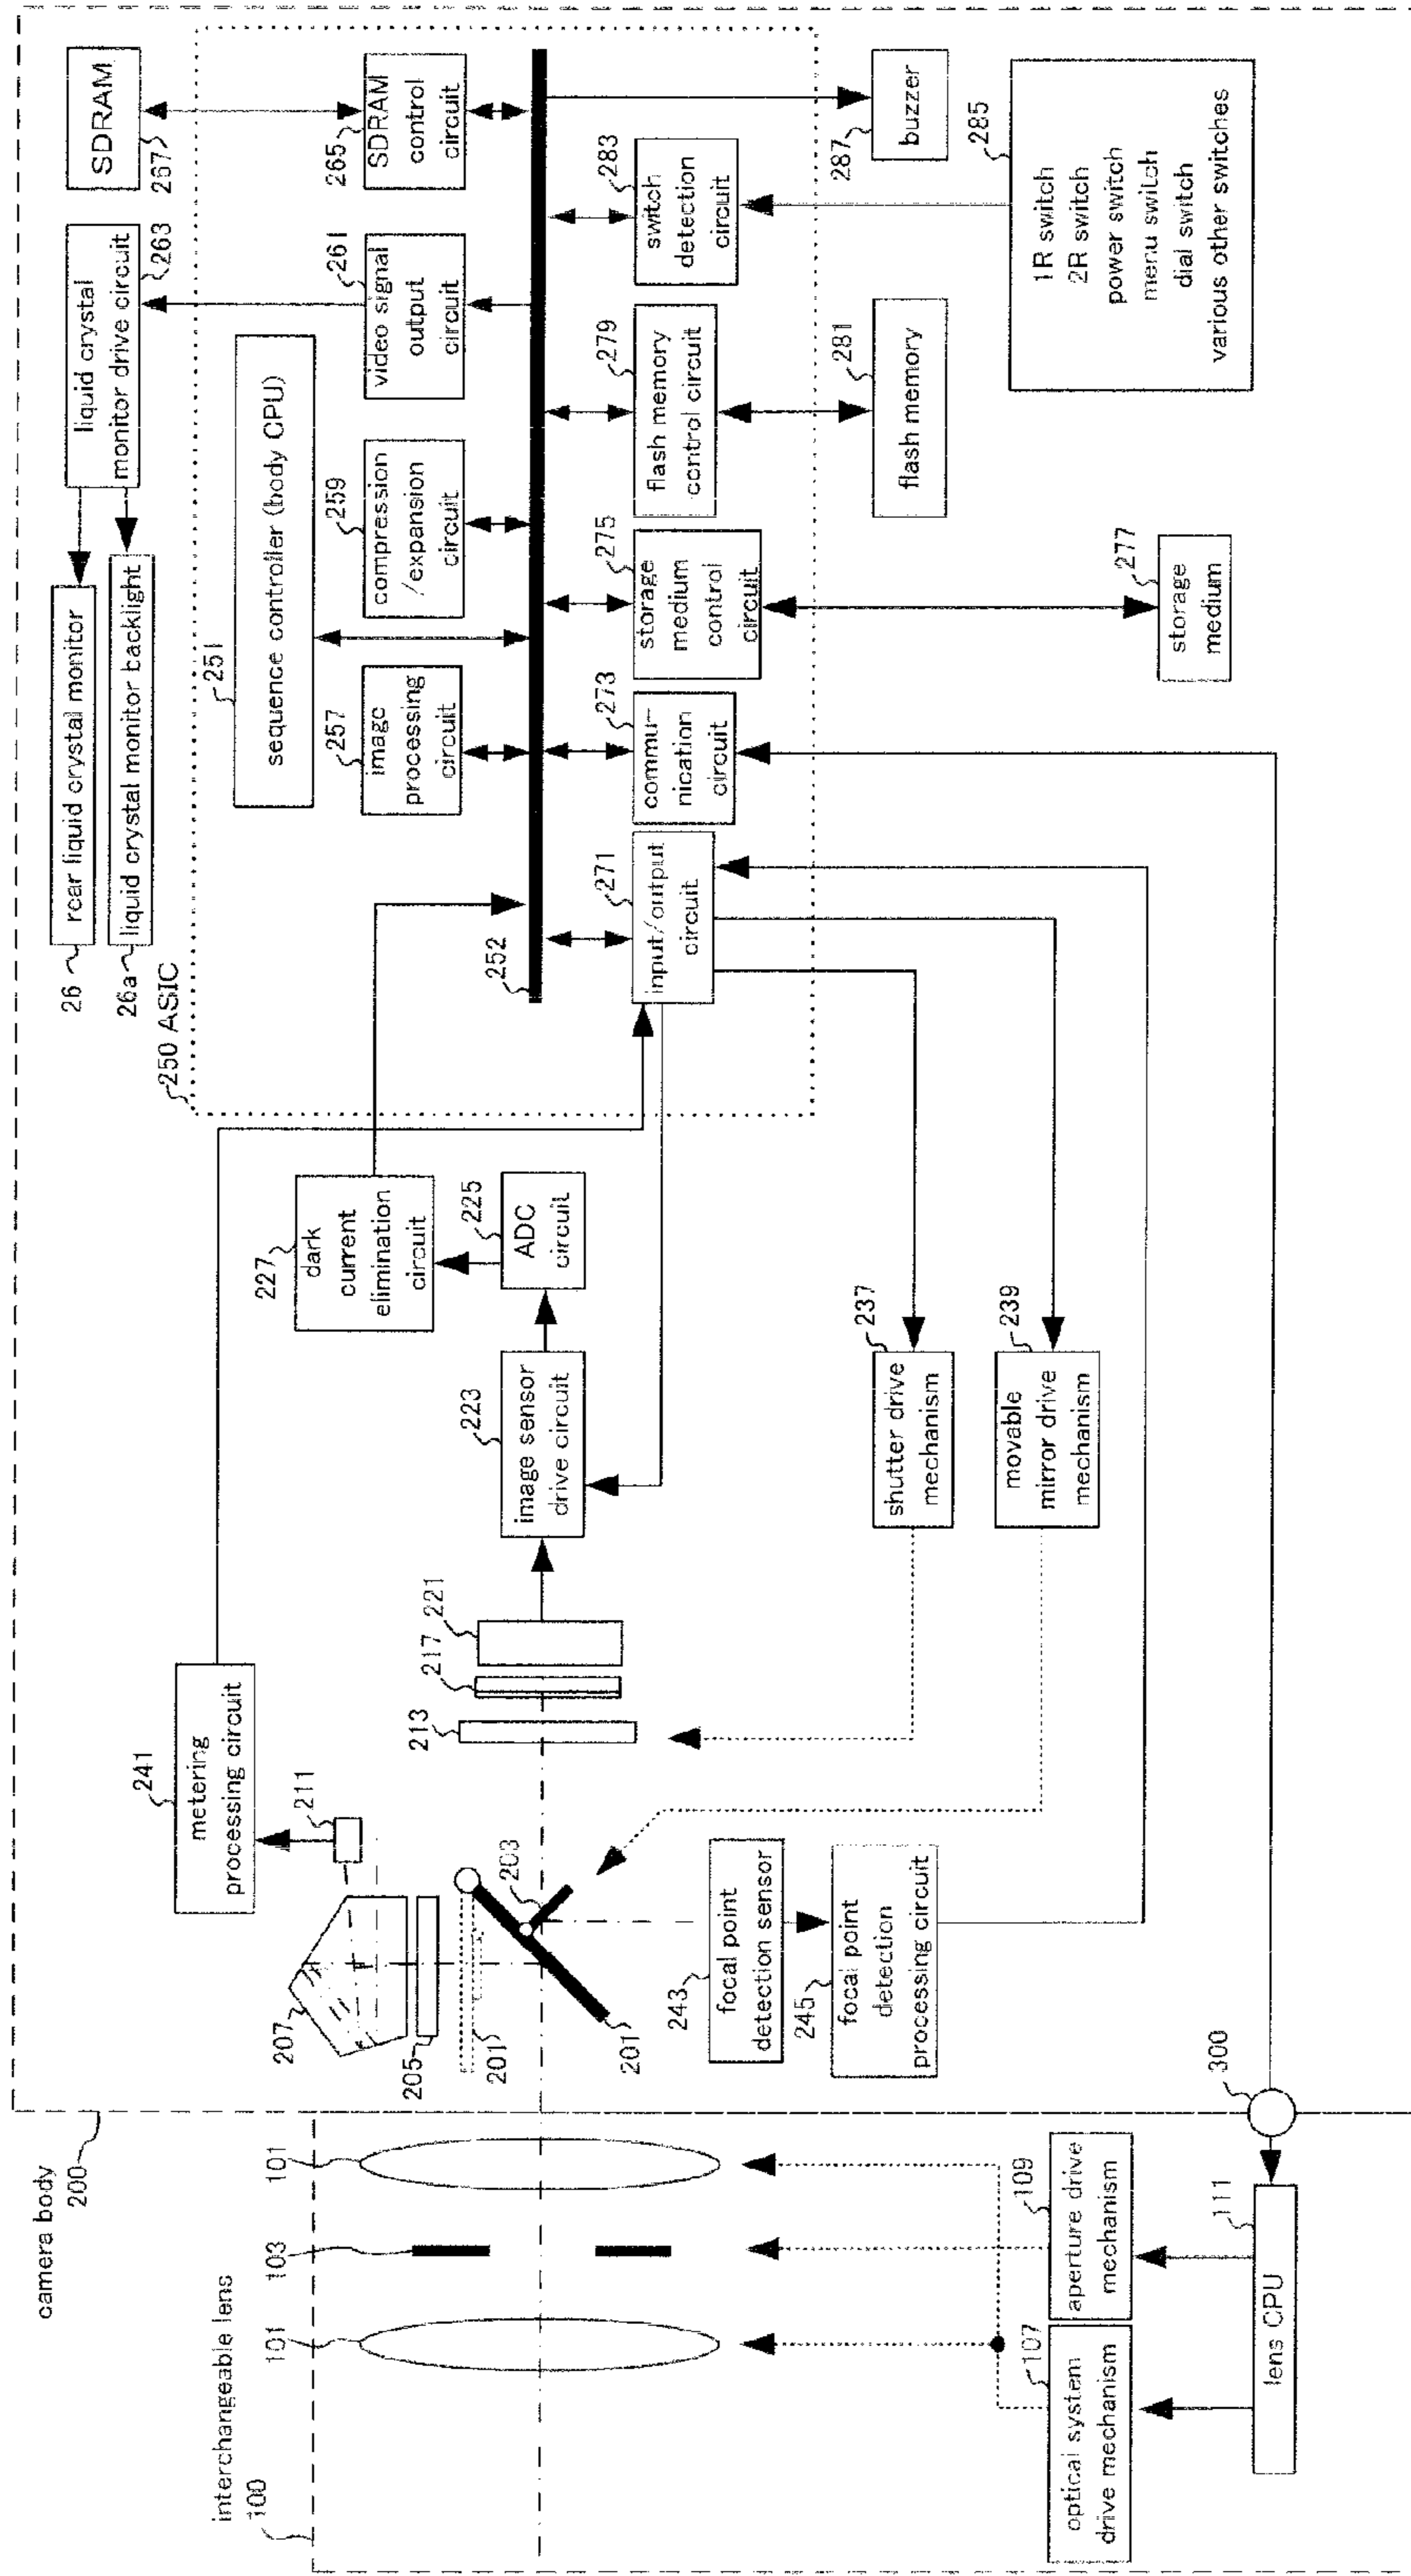 camera body
200
interchangeable lens
100
101
103
101
107
optical system
drive mechanism
109
aperture drive
mechanism
111
lens CPU
300
207
205
201
201
203
211
241
metering
processing circuit
243
focal point
detection sensor
245
focal point
detection
processing circuit
213
217
221
223
image sensor
drive circuit
225
ADC
circuit
227
dark
current
elimination
circuit
237
shutter drive
mechanism
239
movable
mirror drive
mechanism
250 ASIC
26
rear liquid crystal monitor
26a
liquid crystal monitor backlight
liquid crystal
monitor drive circuit
263
SDRAM
267
251
sequence controller (body CPU)
252
257
image
processing
circuit
259
compression
/expansion
circuit
261
video signal
output
circuit
265
SDRAM
control
circuit
271
input/output
circuit
273
commu-
nication
circuit
275
storage
medium
control
circuit
277
storage
medium
279
flash memory
control circuit
281
flash memory
283
switch
detection
circuit
287
buzzer
285
1R switch
2R switch
power switch
menu switch
dial switch
various other switches